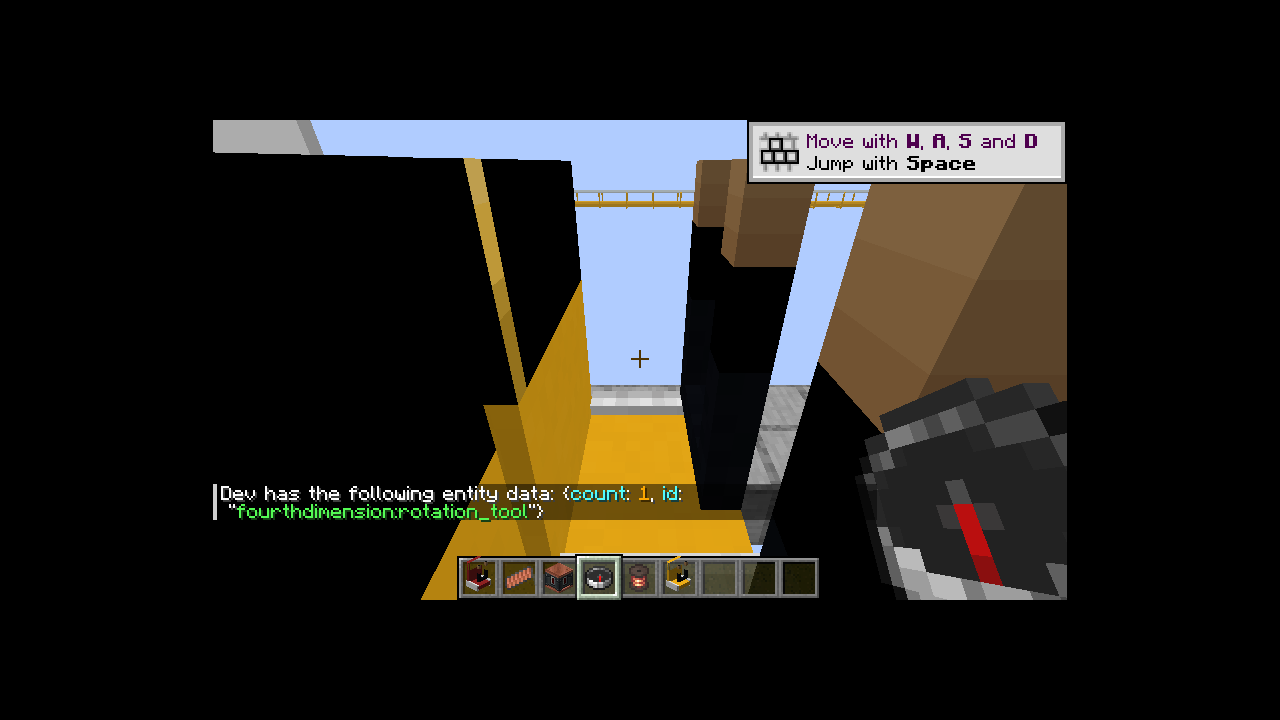 Move with W, A, S and D
Jump with Space
Dev has the following entity data: {count: 1, id:
"fourthdimension:rotation_tool"}